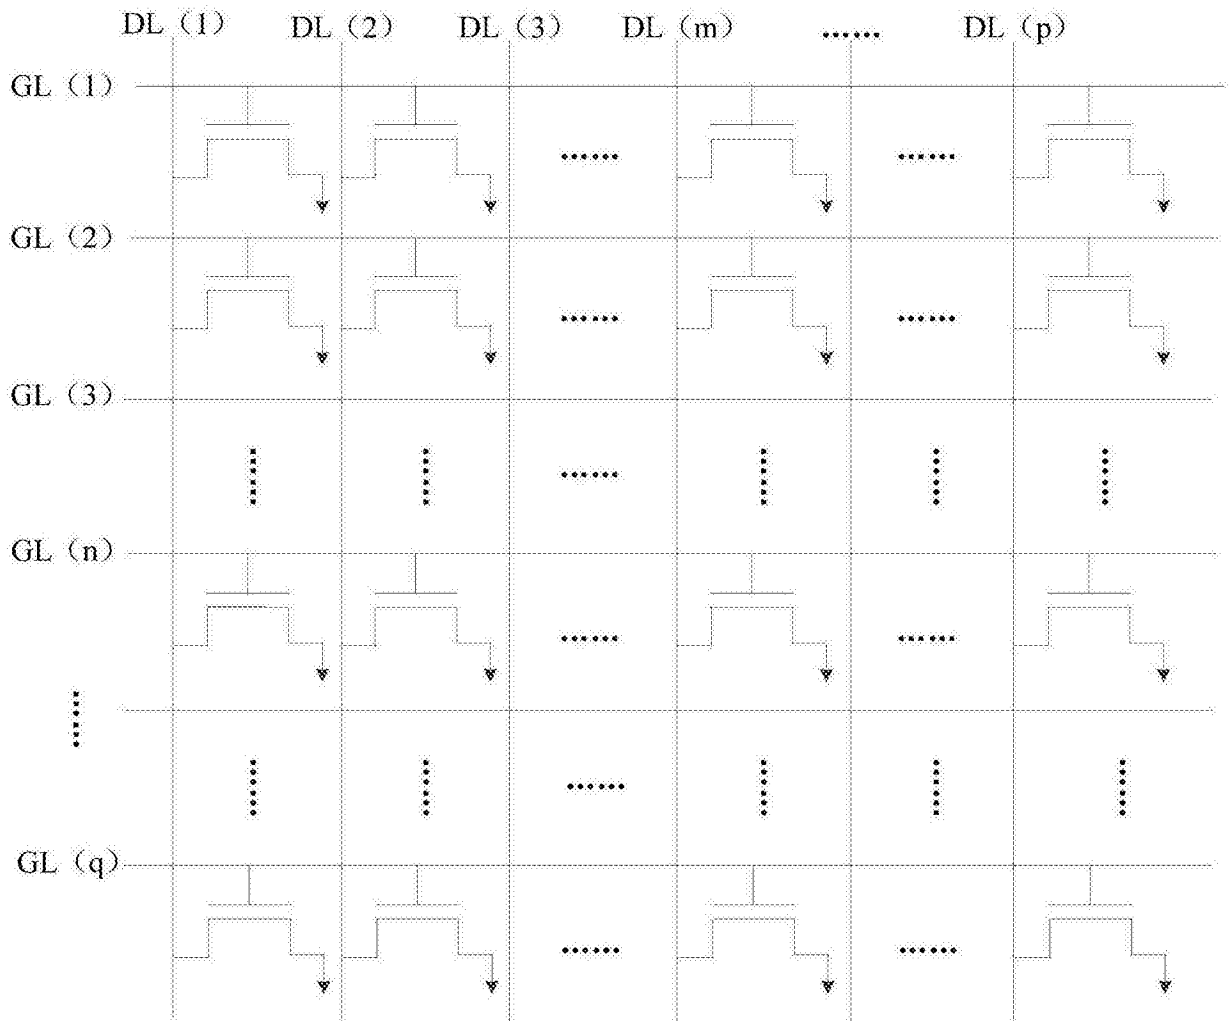 DL（1） DL（2） DL（3） DL（m） …… DL（p）
GL（1）
GL（2）
GL（3）
GL（n）
GL（q）